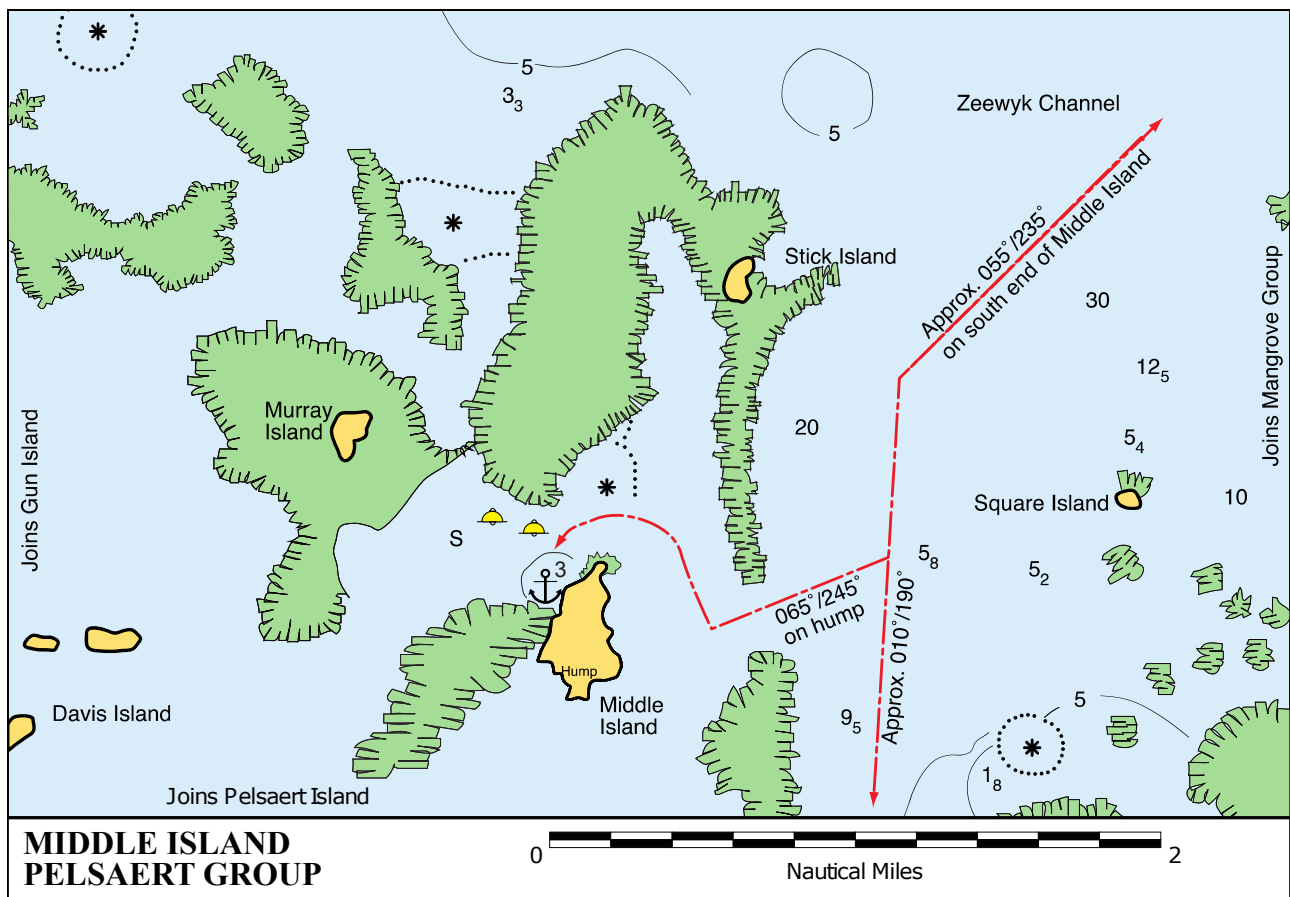 5
3₃
Zeewyk Channel
5
Approx. 055°/235°
on south end of Middle Island
Stick Island
30
Joins Mangrove Group
12₅
Joins Gun Island
Murray
Island
20
5₄
Square Island
10
S
3
5₈
5₂
065°/245°
on hump
Approx. 010°/190°
Hump
Middle
Island
Davis Island
9₅
5
1₈
Joins Pelsaert Island
MIDDLE ISLAND
PELSAERT GROUP
0
2
Nautical Miles